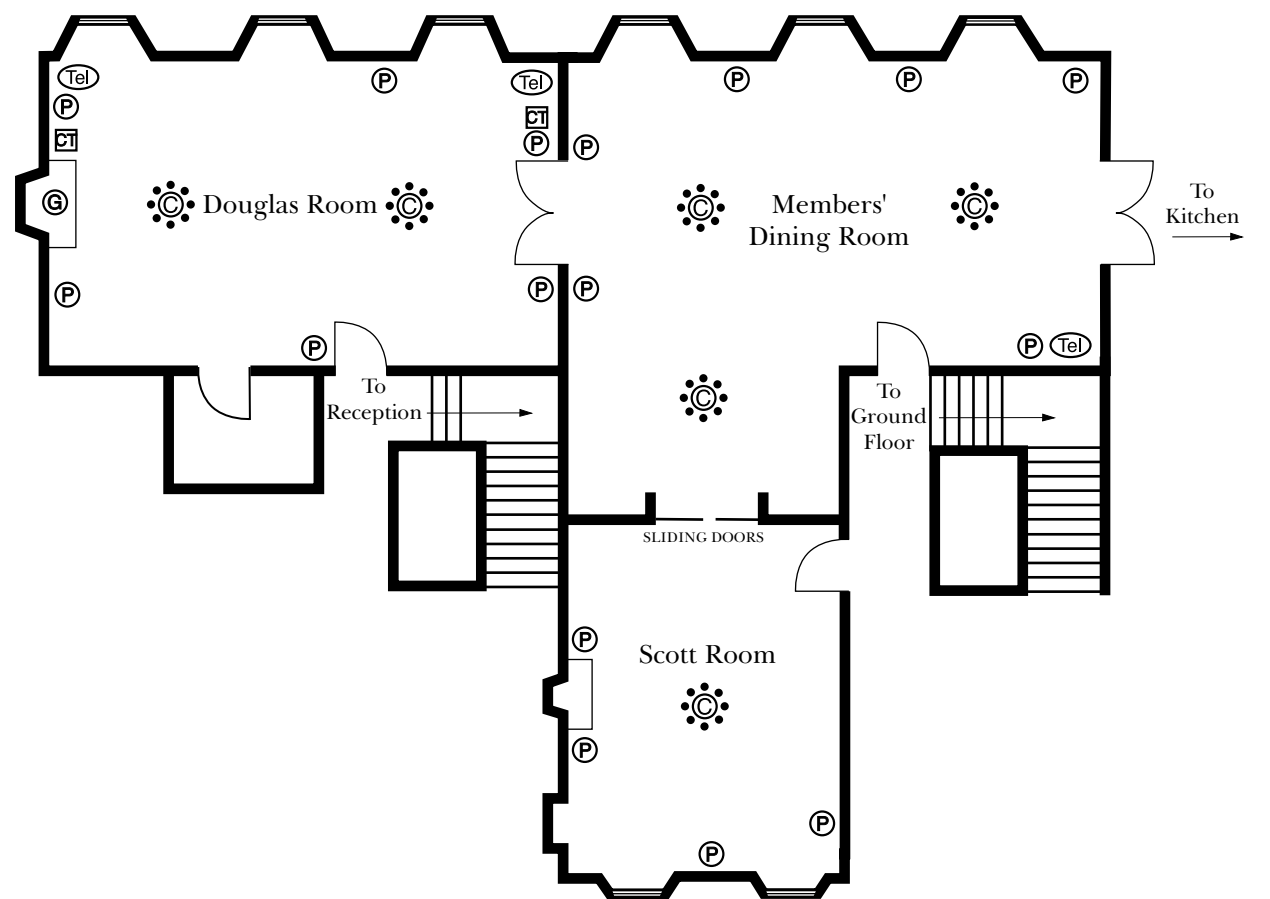 Tel
P
P
Tel
P
P
P
CT
CT
P
P
G
C
Douglas Room
C
C
Members'
Dining Room
C
To
Kitchen
P
P
P
P
P
Tel
To
Reception
C
To
Ground
Floor
SLIDING DOORS
P
Scott Room
C
P
P
P